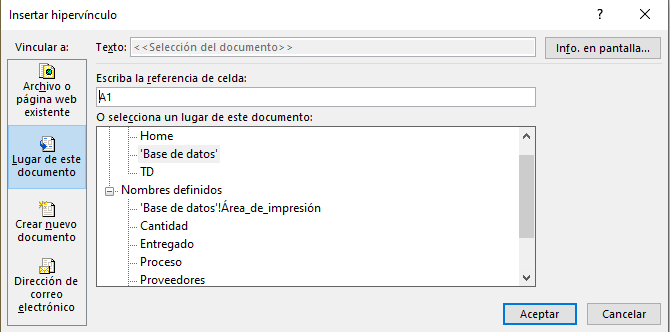 Insertar hipervínculo
?
Vincular a:
Texto: <<Selección del documento>>
Info. en pantalla...
Archivo o
página web
existente
Lugar de este
documento
Crear nuevo
documento
Dirección de
correo
electrónico
Escriba la referencia de celda:
A1
O selecciona un lugar de este documento:
Home
'Base de datos'
TD
Nombres definidos
'Base de datos'!Área_de_impresión
Cantidad
Entregado
Proceso
Proveedores
Aceptar
Cancelar